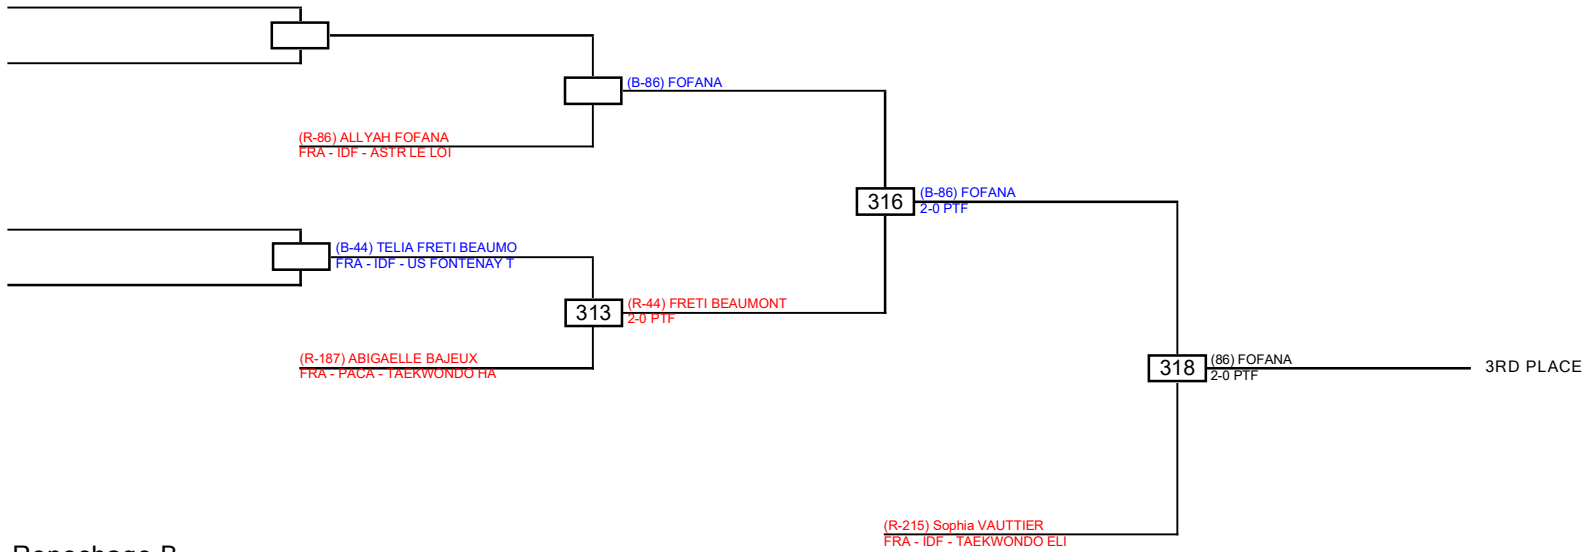 (B-86) FOFANA
(R-86) ALLYAH FOFANA
FRA - IDF - ASTR LE LOI
316
(B-86) FOFANA
2-0 PTF
(B-44) TELIA FRETI BEAUMO
FRA - IDF - US FONTENAY T
313
(R-44) FRETI BEAUMONT
2-0 PTF
(R-187) ABIGAELLE BAJEUX
FRA - PACA - TAEKWONDO HA
318
(86) FOFANA
2-0 PTF
3RD PLACE
(R-215) Sophia VAUTTIER
FRA - IDF - TAEKWONDO ELI
Repechage B